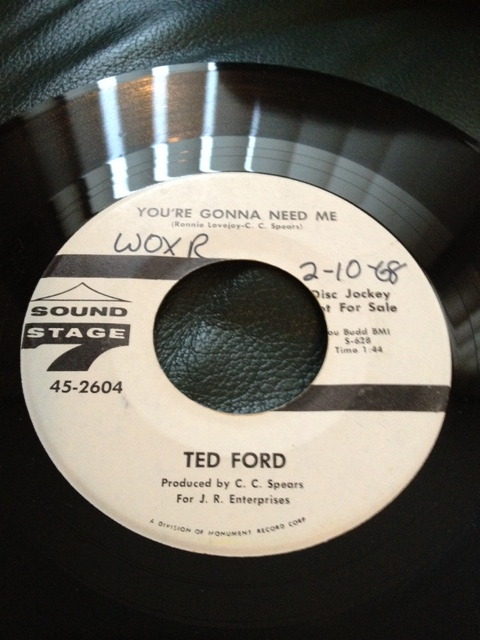 YOU'RE GONNA NEED ME
(Ronnie Lovejoy-C. C. Spears)
WOXR
2-10-68
Disc Jockey
Not For Sale
SOUND
STAGE
7
Budd BMI
S-628
Time 1:44
45-2604
TED FORD
Produced by C. C. Spears
For J. R. Enterprises
A DIVISION OF MONUMENT RECORD CORP.